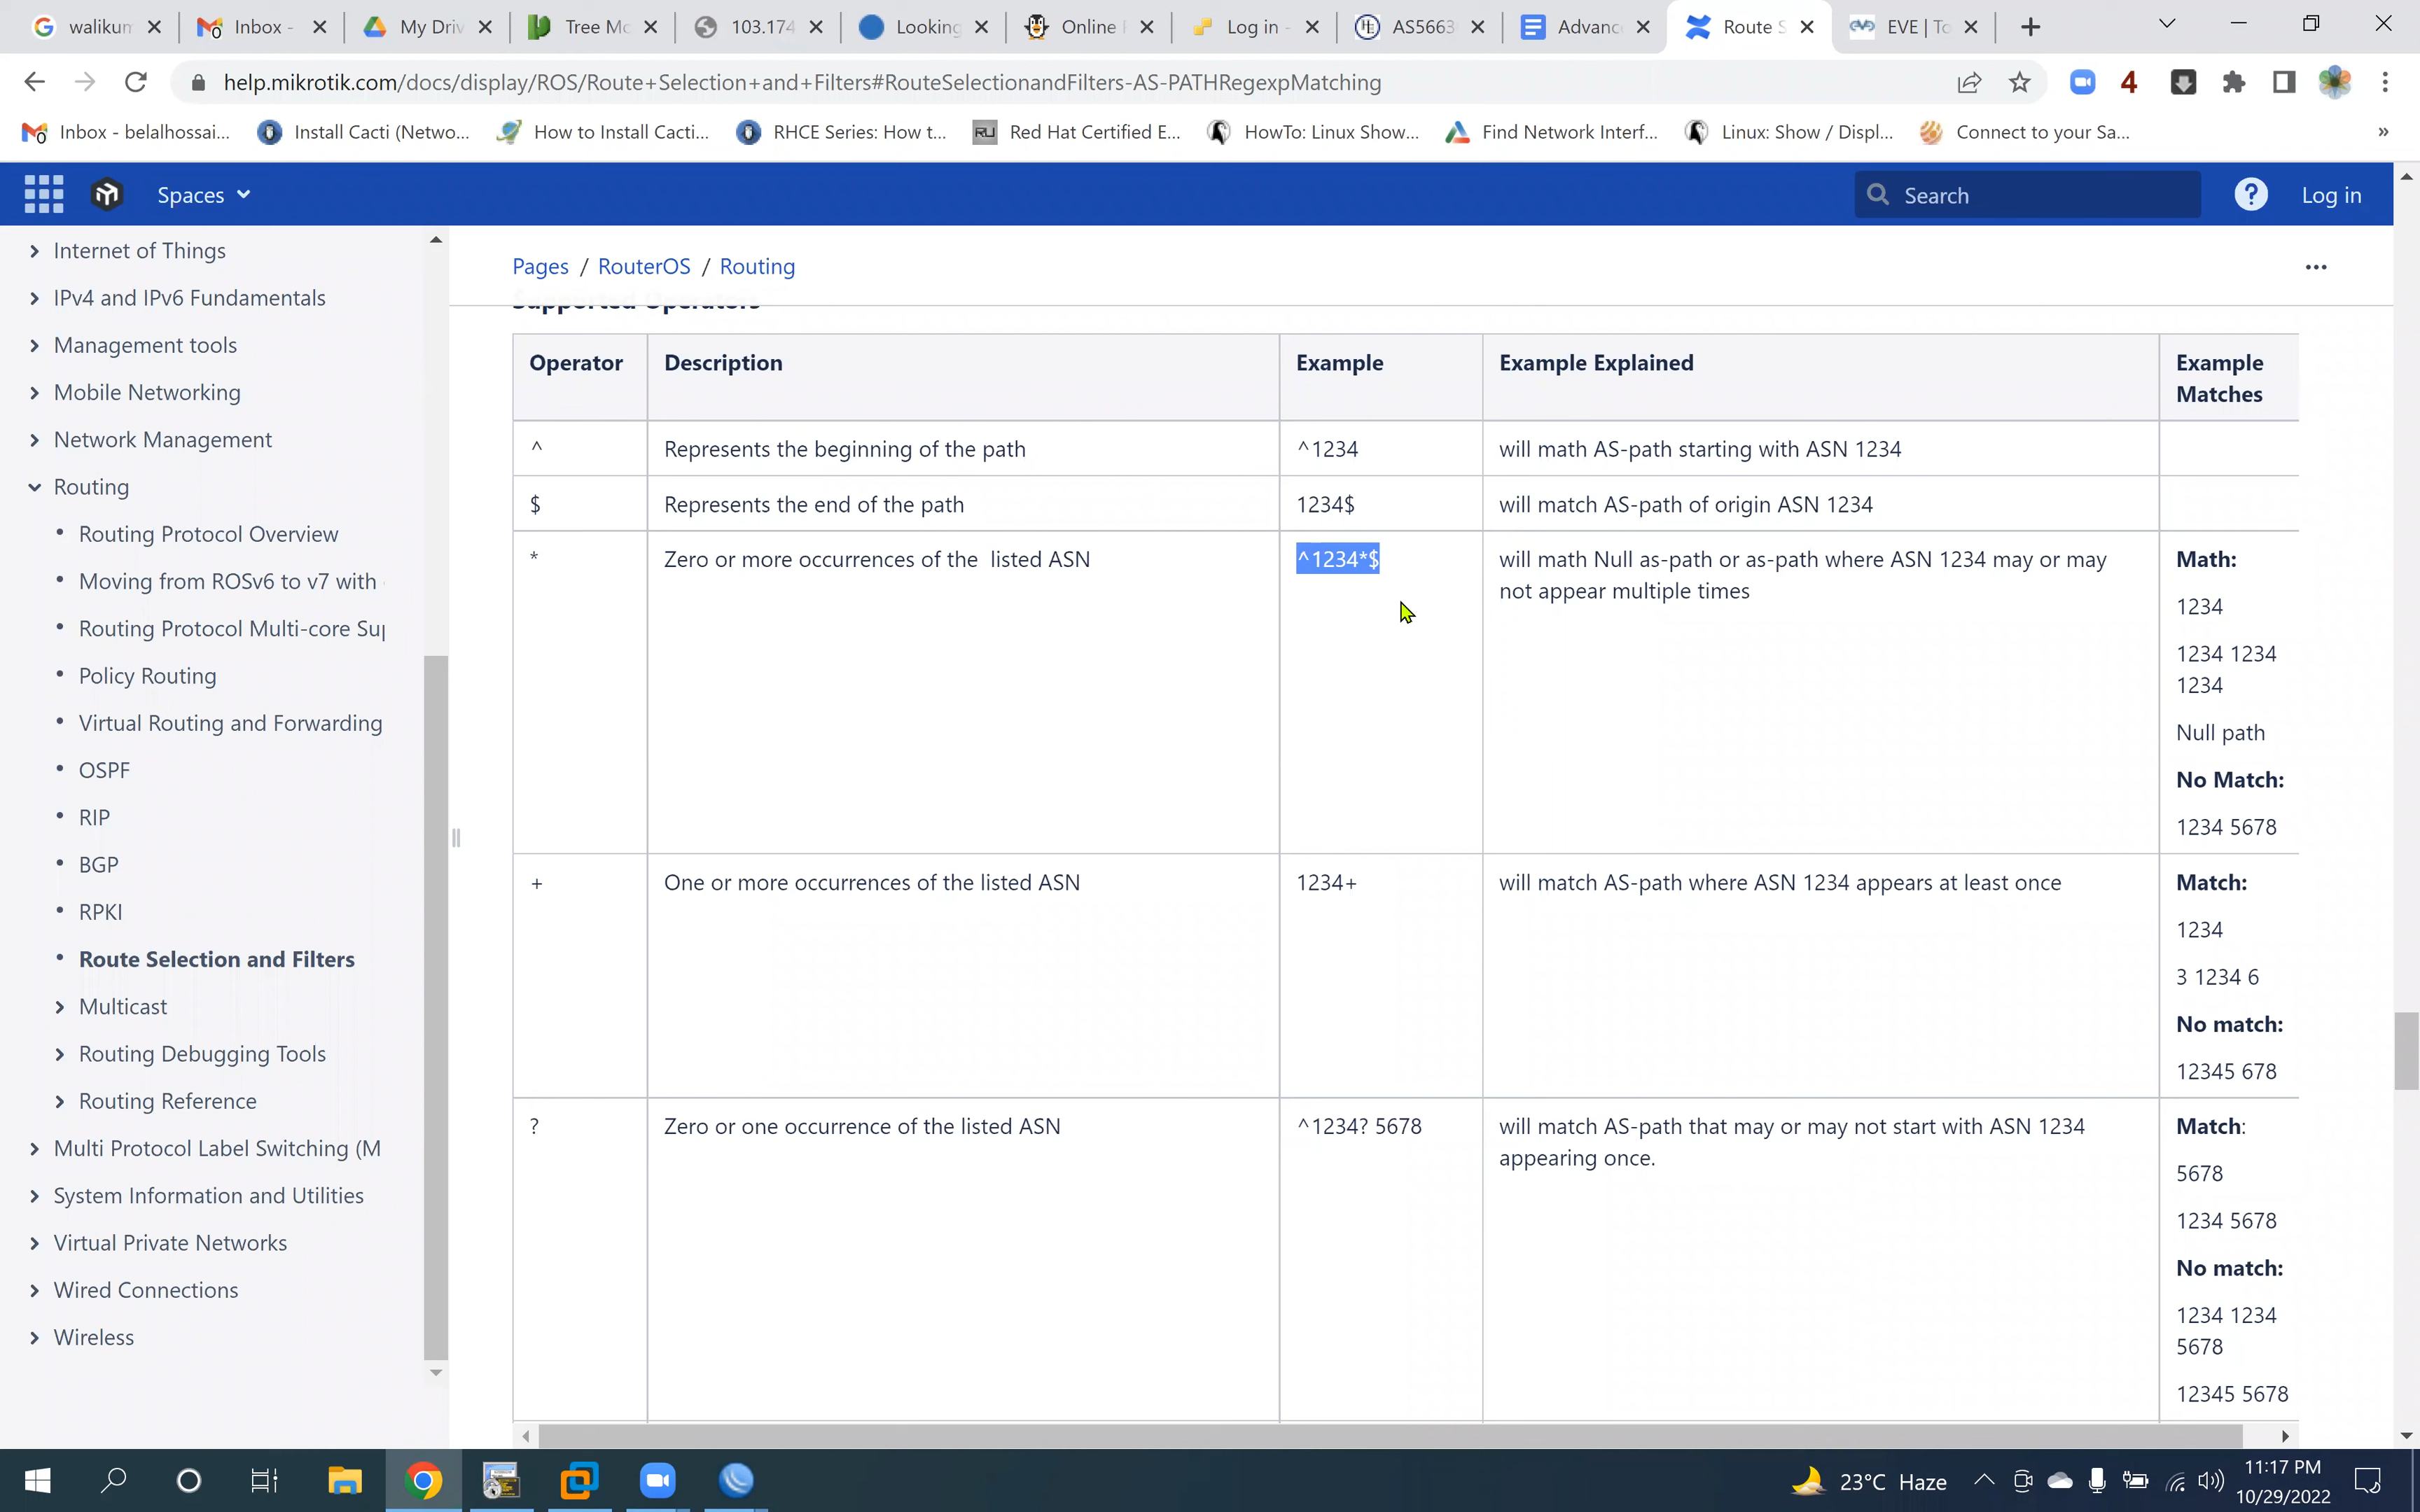 walikum
Inbox -
My Driv
Tree Mo
103.174
Looking
Online
Log in -
AS5663
Advanc
Route S
EVE | To
help.mikrotik.com/docs/display/ROS/Route+Selection+and+Filters#RouteSelectionandFilters-AS-PATHRegexpMatching
4
Inbox - belalhossai...
Install Cacti (Netwo...
How to Install Cacti...
RHCE Series: How t...
RU
Red Hat Certified E...
HowTo: Linux Show...
Find Network Interf...
Linux: Show / Displ...
Connect to your Sa...
»
Spaces
Search
?
Log in
Internet of Things
IPv4 and IPv6 Fundamentals
Management tools
Mobile Networking
Network Management
Routing
Routing Protocol Overview
Moving from ROSv6 to v7 with
Routing Protocol Multi-core Sup
Policy Routing
Virtual Routing and Forwarding
OSPF
RIP
BGP
RPKI
Route Selection and Filters
Multicast
Routing Debugging Tools
Routing Reference
Multi Protocol Label Switching (M
System Information and Utilities
Virtual Private Networks
Wired Connections
Wireless
Pages / RouterOS / Routing
Supported Operators
Operator Description Example Example Explained Example
Matches
^ Represents the beginning of the path ^1234 will math AS-path starting with ASN 1234
$ Represents the end of the path 1234$ will match AS-path of origin ASN 1234
* Zero or more occurrences of the listed ASN ^1234*$ will math Null as-path or as-path where ASN 1234 may or may Math:
not appear multiple times
1234
1234 1234
1234
Null path
No Match:
1234 5678
+ One or more occurrences of the listed ASN 1234+ will match AS-path where ASN 1234 appears at least once Match:
1234
3 1234 6
No match:
12345 678
? Zero or one occurrence of the listed ASN ^1234? 5678 will match AS-path that may or may not start with ASN 1234 Match:
appearing once.
5678
1234 5678
No match:
1234 1234
5678
12345 5678
23°C Haze
11:17 PM
10/29/2022